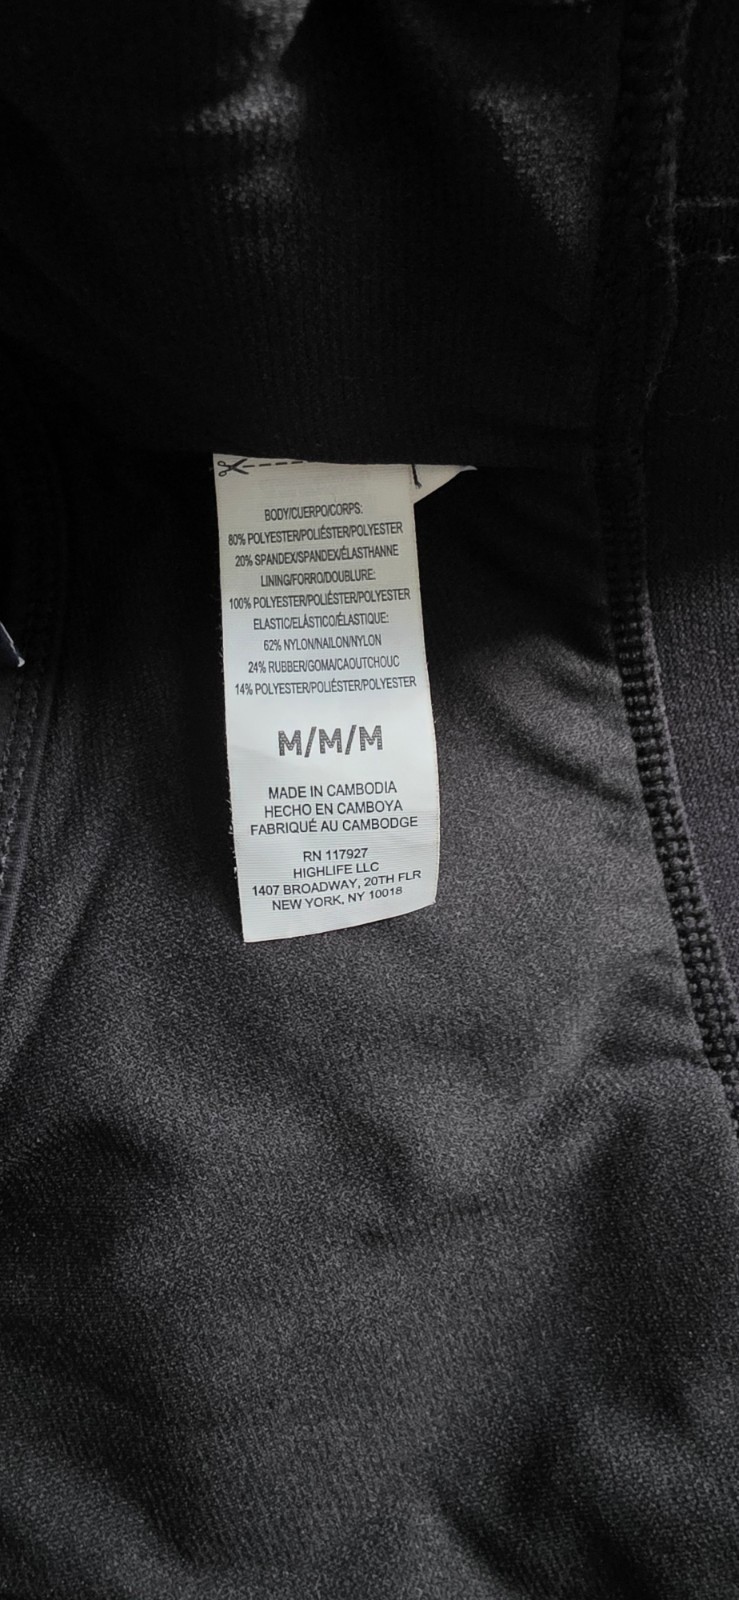 BODY/CUERPO/CORPS:
80% POLYESTER/POLIÉSTER/POLYESTER
20% SPANDEX/SPANDEX/ÉLASTHANNE
LINING/FORRO/DOUBLURE:
100% POLYESTER/POLIÉSTER/POLYESTER
ELASTIC/ELÁSTICO/ÉLASTIQUE:
62% NYLON/NAILON/NYLON
24% RUBBER/GOMA/CAOUTCHOUC
14% POLYESTER/POLIÉSTER/POLYESTER
M/M/M
MADE IN CAMBODIA
HECHO EN CAMBOYA
FABRIQUÉ AU CAMBODGE
RN 117927
HIGHLIFE LLC
1407 BROADWAY, 20TH FLR
NEW YORK, NY 10018